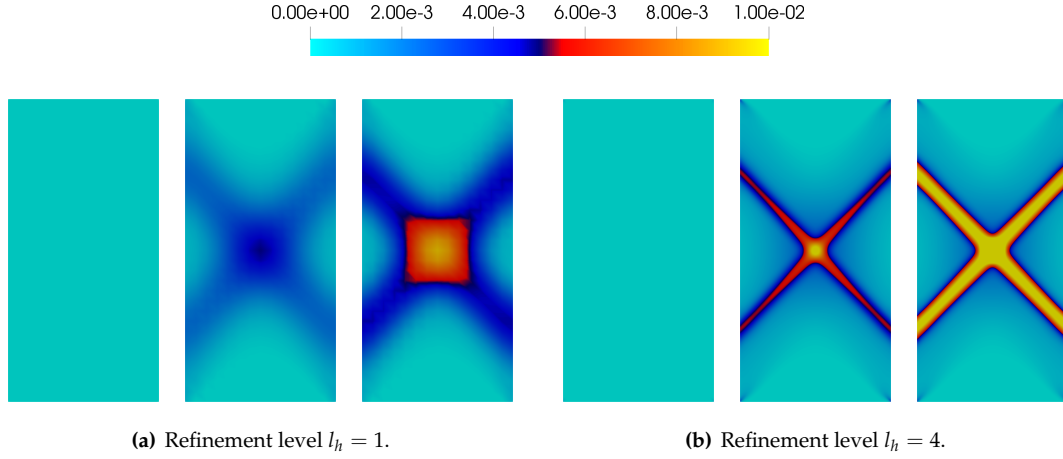 0.00e+00 2.00e-3 4.00e-3 6.00e-3 8.00e-3 1.00e-02
(a) Refinement level l_h = 1.
(b) Refinement level l_h = 4.